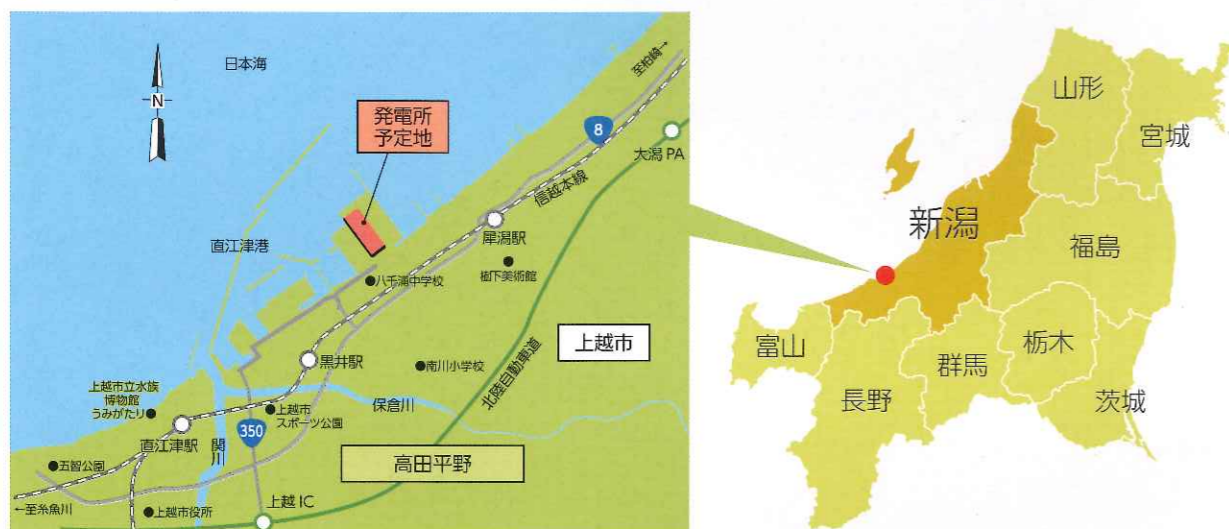 日本海
N
発電所
予定地
至柏崎→
8
大潟PA
信越本線
犀潟駅
直江津港
八千浦中学校
樹下美術館
上越市
黒井駅
南川小学校
北陸自動車道
上越市立水族
博物館
うみがたり
保倉川
上越市
スポーツ公園
直江津駅
350
関川
高田平野
五智公園
←至糸魚川
上越市役所
上越IC
山形
宮城
新潟
福島
富山
長野
群馬
栃木
茨城